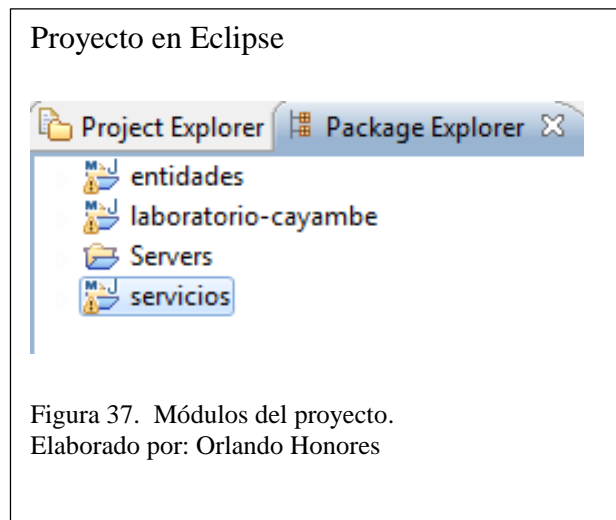 Proyecto en Eclipse
Project Explorer Package Explorer
entidades
laboratorio-cayambe
Servers
servicios
Figura 37. Módulos del proyecto.
Elaborado por: Orlando Honores